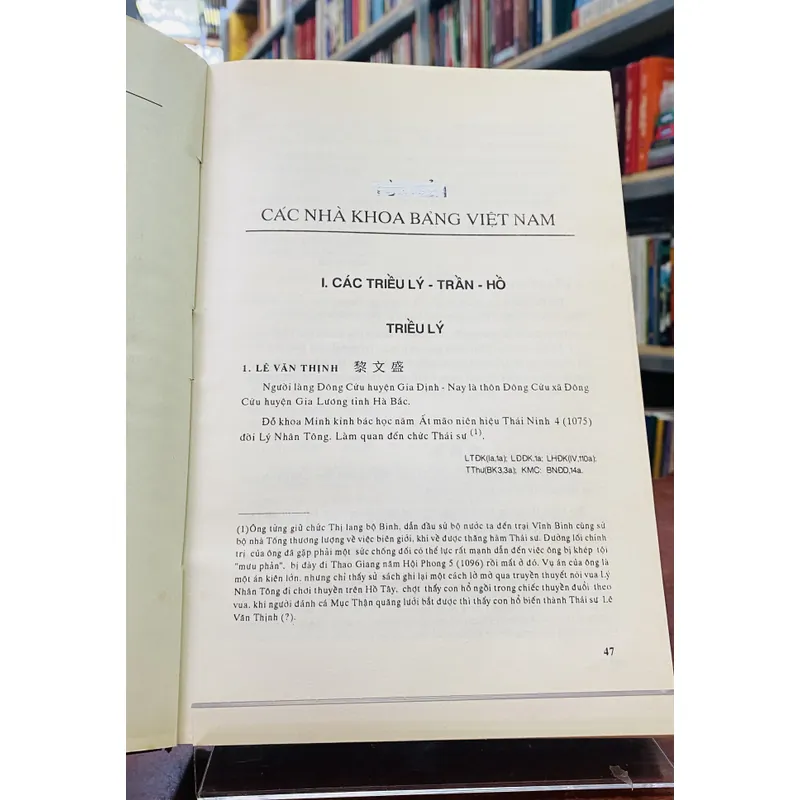 CÁC NHÀ KHOA BẢNG VIỆT NAM
I. CÁC TRIỀU LÝ - TRẦN - HỒ
TRIỀU LÝ
1. LÊ VĂN THỊNH 黎 文 盛
Người làng Đông Cứu huyện Gia Định - Nay là thôn Đông Cứu xã Đông
Cứu huyện Gia Lương tỉnh Hà Bắc.
Đỗ khoa Minh kinh bác học năm Ất mão niên hiệu Thái Ninh 4 (1075)
đời Lý Nhân Tông. Làm quan đến chức Thái sư (1).
LTĐK(Ia,1a); LĐĐK,1a; LHĐK(IV,110a);
TThư(BK3,3a); KMC: BNĐD,14a.
(1)Ông từng giữ chức Thị lang bộ Binh, dẫn đầu sứ bộ nước ta đến trại Vĩnh Bình cùng sứ
bộ nhà Tống thương lượng về việc biên giới, khi về được thăng hàm Thái sư. Đường lối chính
trị của ông đã gặp phải một sức chống đối có thế lực rất mạnh dẫn đến việc ông bị khép tội
"mưu phản", bị đày đi Thao Giang năm Hội Phong 5 (1096) rồi mất ở đó. Vụ án của ông là
một án kiện lớn, nhưng chỉ thấy sử sách ghi lại một cách lờ mờ qua truyền thuyết nói vua Lý
Nhân Tông đi chơi thuyền trên Hồ Tây, chợt thấy con hổ ngồi trong chiếc thuyền đuổi theo
vua, khi người đánh cá Mục Thận quăng lưới bắt được thì thấy con hổ biến thành Thái sư Lê
Văn Thịnh (?).
47